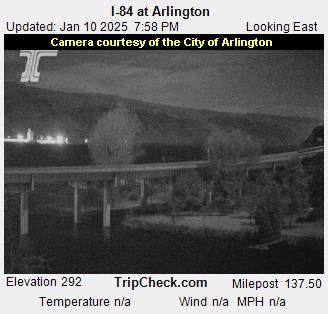 I-84 at Arlington
Updated: Jan 10 2025 7:58 PM Looking East
Camera courtesy of the City of Arlington
Elevation 292 TripCheck.com Milepost 137.50
Temperature n/a Wind n/a MPH n/a